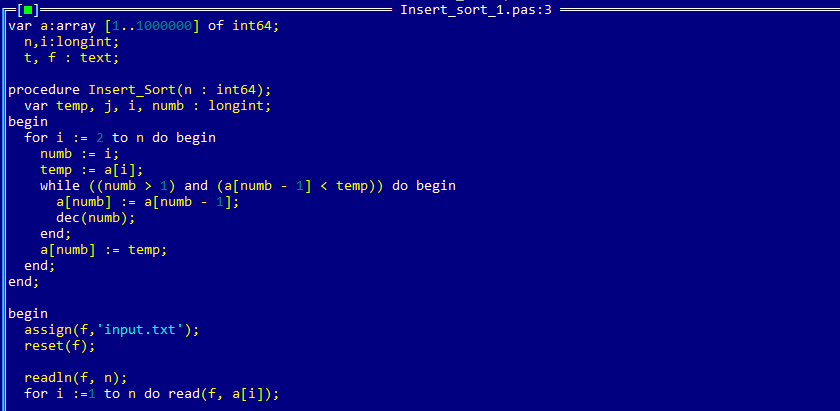 [■] Insert_sort_1.pas:3
var a:array [1..1000000] of int64;
  n,i:longint;
  t, f : text;

procedure Insert_Sort(n : int64);
  var temp, j, i, numb : longint;
begin
  for i := 2 to n do begin
    numb := i;
    temp := a[i];
    while ((numb > 1) and (a[numb - 1] < temp)) do begin
      a[numb] := a[numb - 1];
      dec(numb);
    end;
    a[numb] := temp;
  end;
end;

begin
  assign(f,'input.txt');
  reset(f);

  readln(f, n);
  for i :=1 to n do read(f, a[i]);